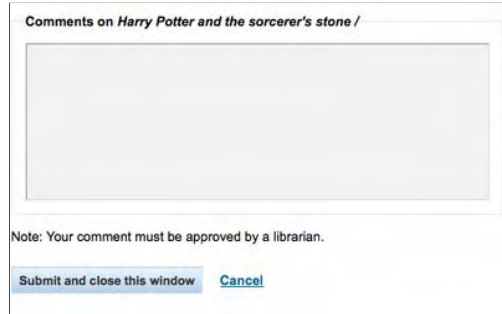 Comments on Harry Potter and the sorcerer's stone /
Note: Your comment must be approved by a librarian.
Submit and close this window Cancel